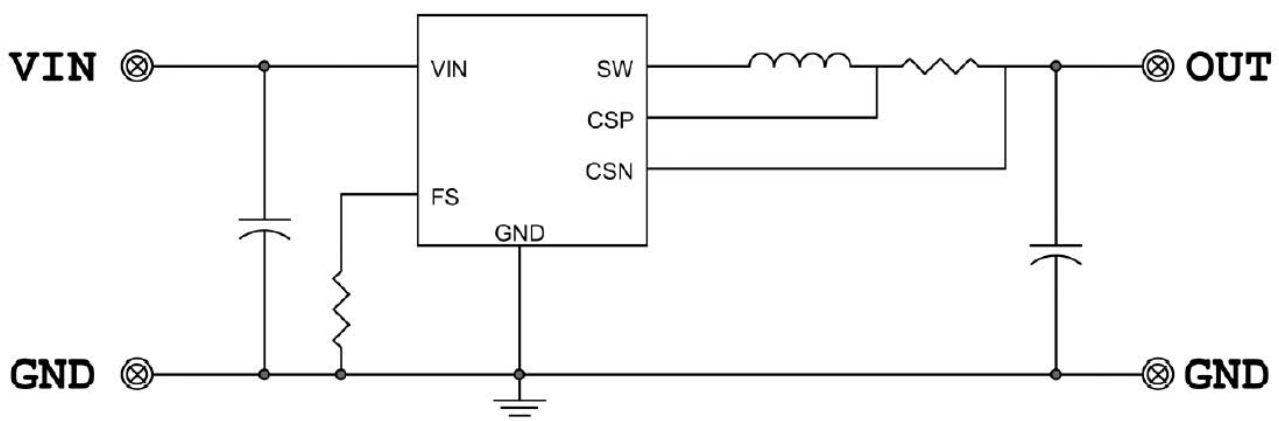 VIN
VIN
SW
OUT
CSP
CSN
FS
GND
GND
GND